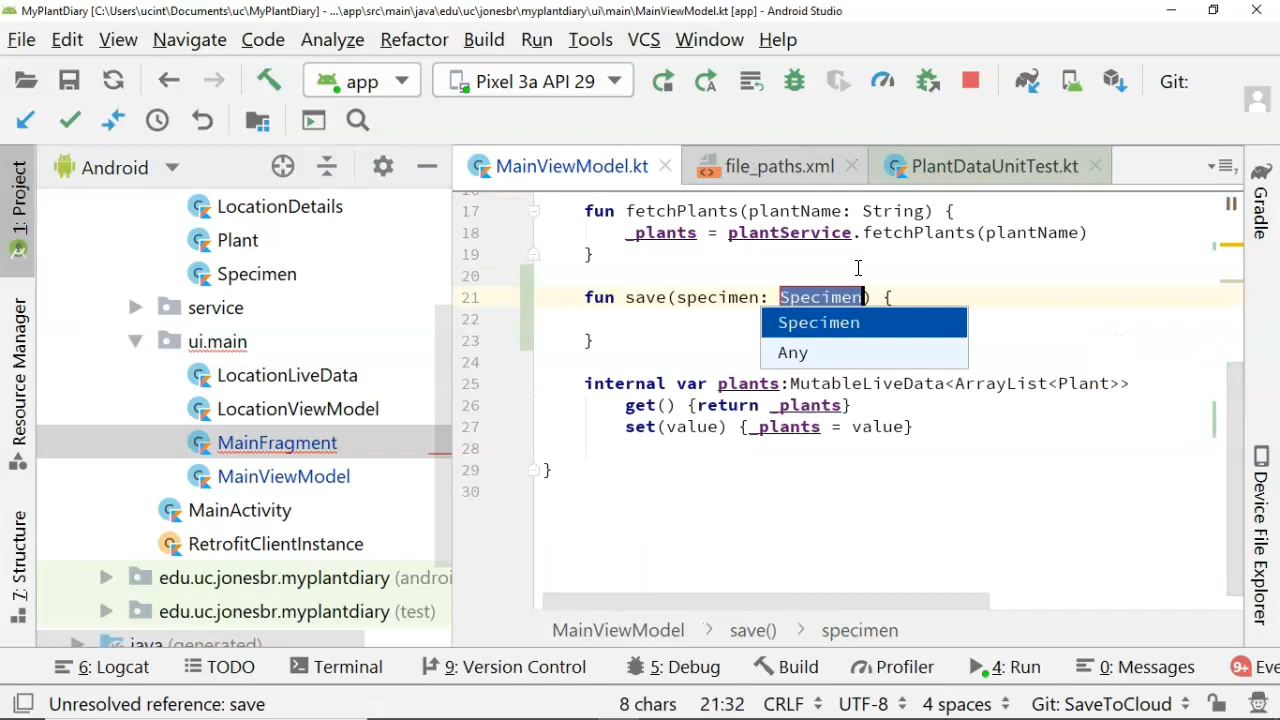 MyPlantDiary [C:\Users\ucint\Documents\uc\MyPlantDiary] - ...\app\src\main\java\edu\uc\jonesbr\myplantdiary\ui\main\MainViewModel.kt [app] - Android Studio
File Edit View Navigate Code Analyze Refactor Build Run Tools VCS Window Help
app Pixel 3a API 29 Git:
1: Project
Resource Manager
7: Structure
Android
LocationDetails
Plant
Specimen
service
ui.main
LocationLiveData
LocationViewModel
MainFragment
MainViewModel
MainActivity
RetrofitClientInstance
edu.uc.jonesbr.myplantdiary (androi
edu.uc.jonesbr.myplantdiary (test)
java (generated)
MainViewModel.kt file_paths.xml PlantDataUnitTest.kt
17 fun fetchPlants(plantName: String) {
18 _plants = plantService.fetchPlants(plantName)
19 }
20
21 fun save(specimen: Specimen) {
22
23 }
24
25 internal var plants:MutableLiveData<ArrayList<Plant>>
26 get() {return _plants}
27 set(value) {_plants = value}
28
29 }
30
Specimen
Any
MainViewModel > save() > specimen
Gradle
Device File Explorer
6: Logcat TODO Terminal 9: Version Control 5: Debug Build Profiler 4: Run 0: Messages 9+ Eve
Unresolved reference: save 8 chars 21:32 CRLF UTF-8 4 spaces Git: SaveToCloud